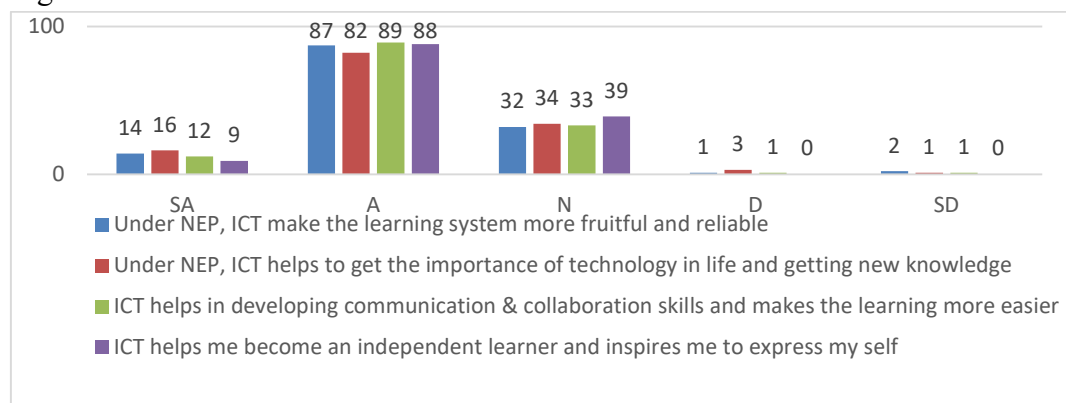 100
0
87 82 89 88
32 34 33 39
14 16 12 9
1 3 1 0
2 1 1 0
SA A N D SD
Under NEP, ICT make the learning system more fruitful and reliable
Under NEP, ICT helps to get the importance of technology in life and getting new knowledge
ICT helps in developing communication & collaboration skills and makes the learning more easier
ICT helps me become an independent learner and inspires me to express my self